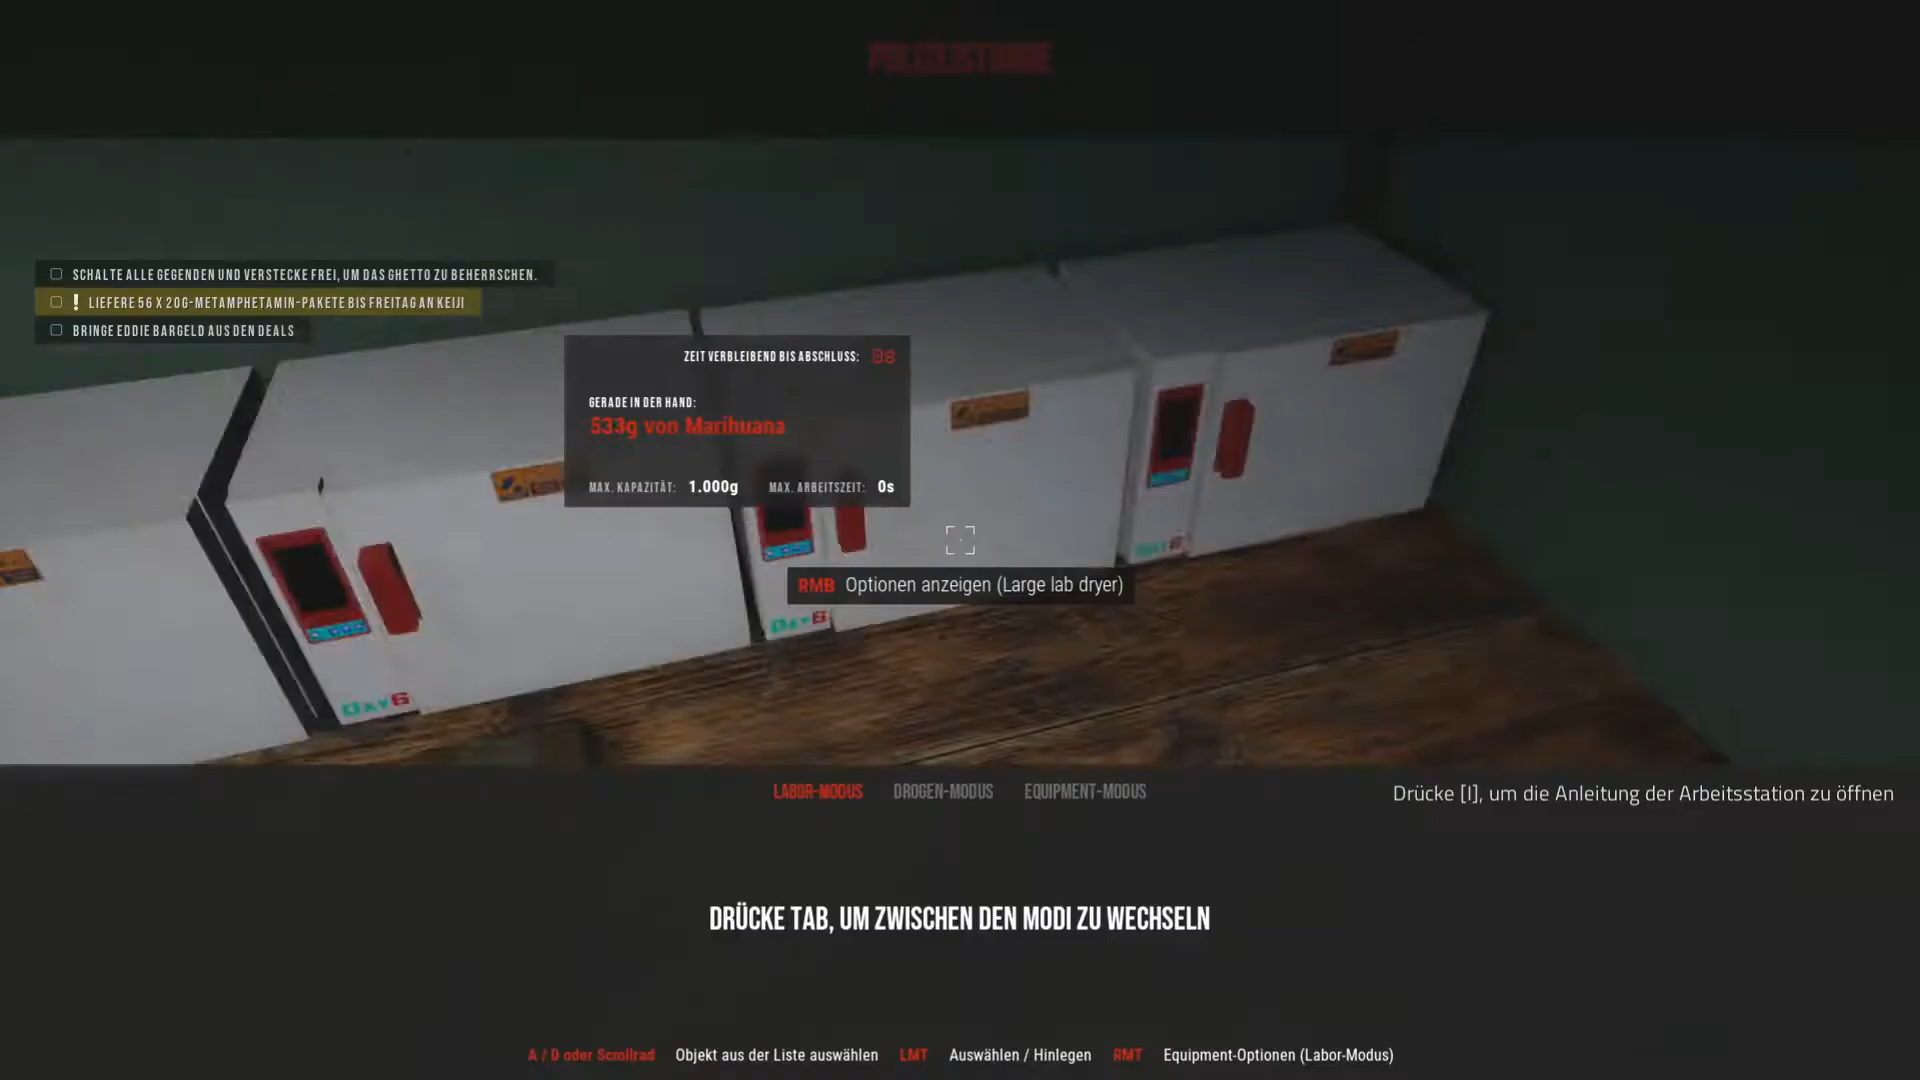 SCHALTE ALLE GEGENDEN UND VERSTECKE FREI, UM DAS GHETTO ZU BEHERRSCHEN.
! LIEFERE 56 X 20G-METAMPHETAMIN-PAKETE BIS FREITAG AN KEIJI
BRINGE EDDIE BARGELD AUS DEN DEALS
ZEIT VERBLEIBEND BIS ABSCHLUSS:
GERADE IN DER HAND:
533g von Marihuana
MAX. KAPAZITÄT: 1.000g MAX. ARBEITSZEIT: 0s
RMB Optionen anzeigen (Large lab dryer)
DAY6
DAY6
DAY6
LABOR-MODUS DROGEN-MODUS EQUIPMENT-MODUS
Drücke [I], um die Anleitung der Arbeitsstation zu öffnen
DRÜCKE TAB, UM ZWISCHEN DEN MODI ZU WECHSELN
A / D oder Scrollrad Objekt aus der Liste auswählen LMT Auswählen / Hinlegen RMT Equipment-Optionen (Labor-Modus)